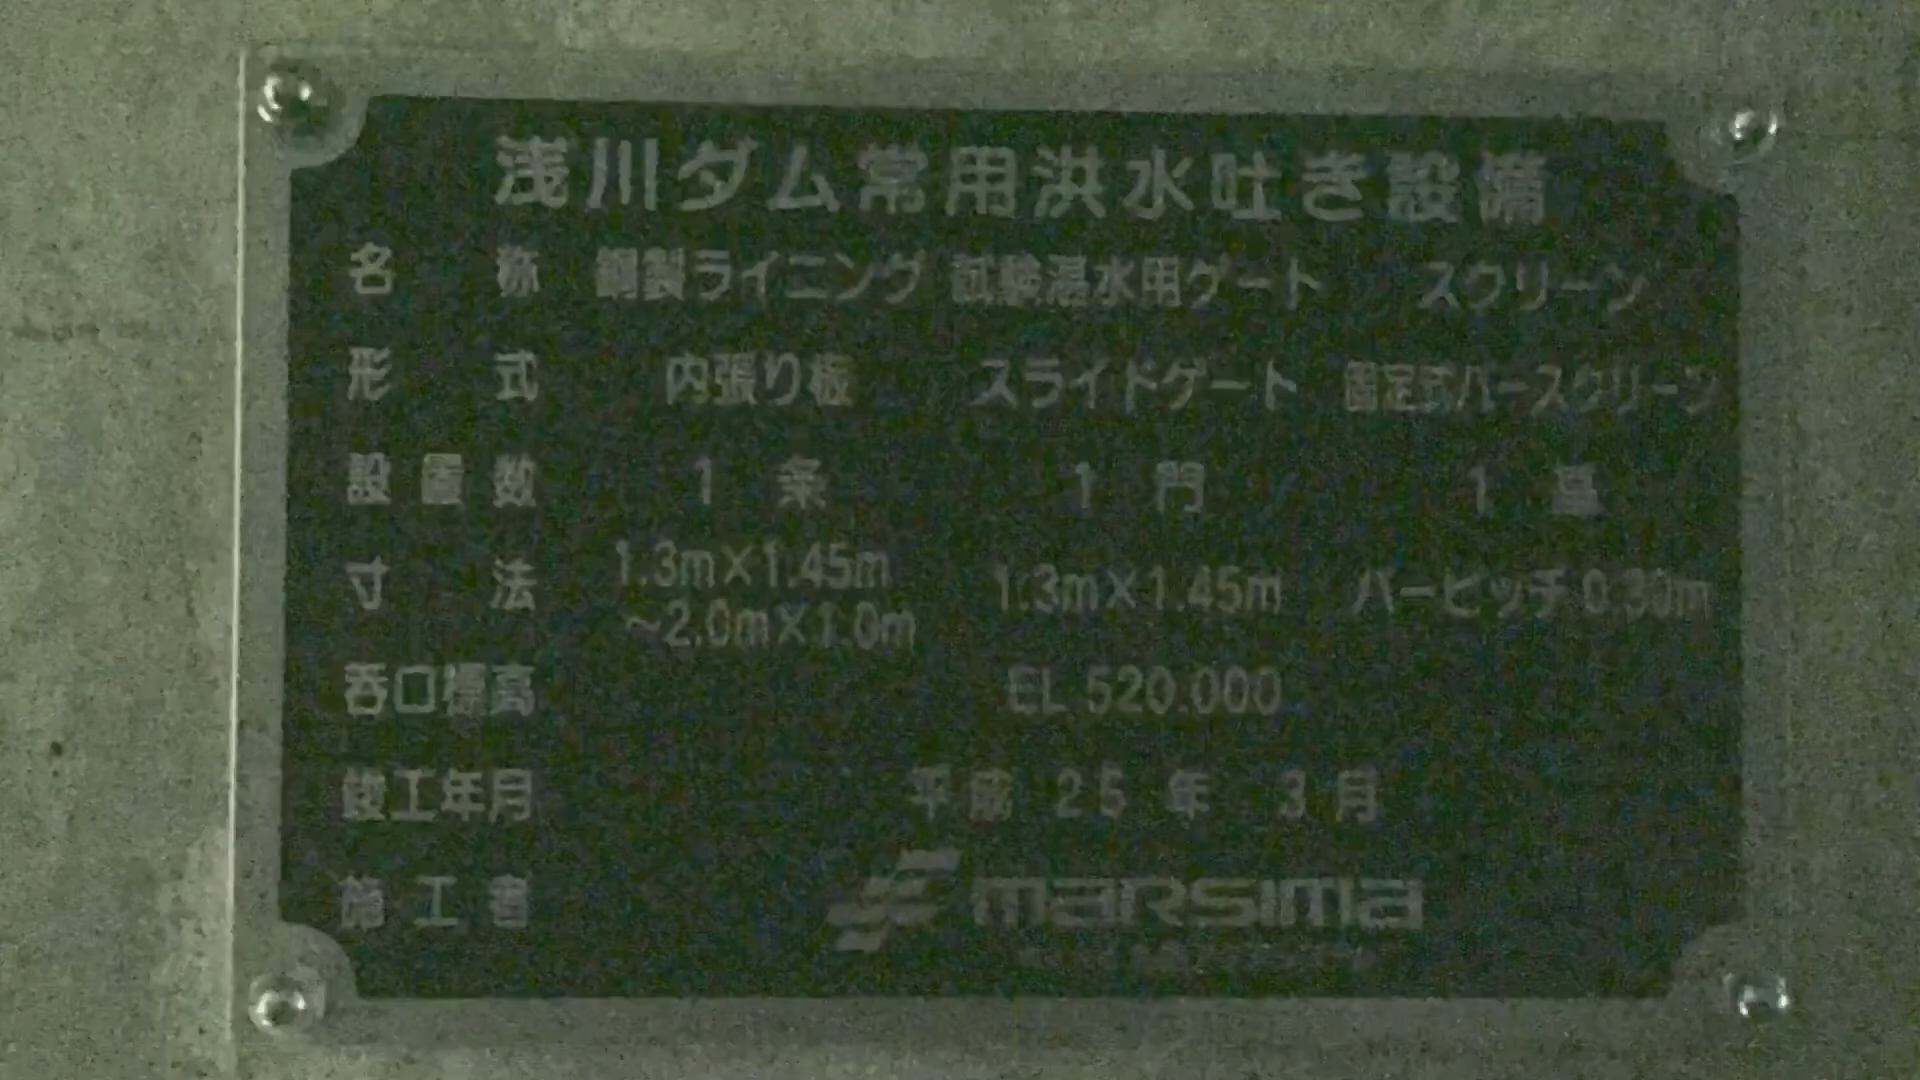 浅川ダム常用洪水吐き設備
名称 鋼製ライニング 試験湛水用ゲート スクリーン
形式 内張り板 スライドゲート 固定式バースクリーン
設置数 1条 1門 1基
寸法 1.3m×1.45m 1.3m×1.45m バーピッチ0.30m
～2.0m×1.0m
呑口標高 EL 520.000
竣工年月 平成 25 年 3 月
施工者 marsima